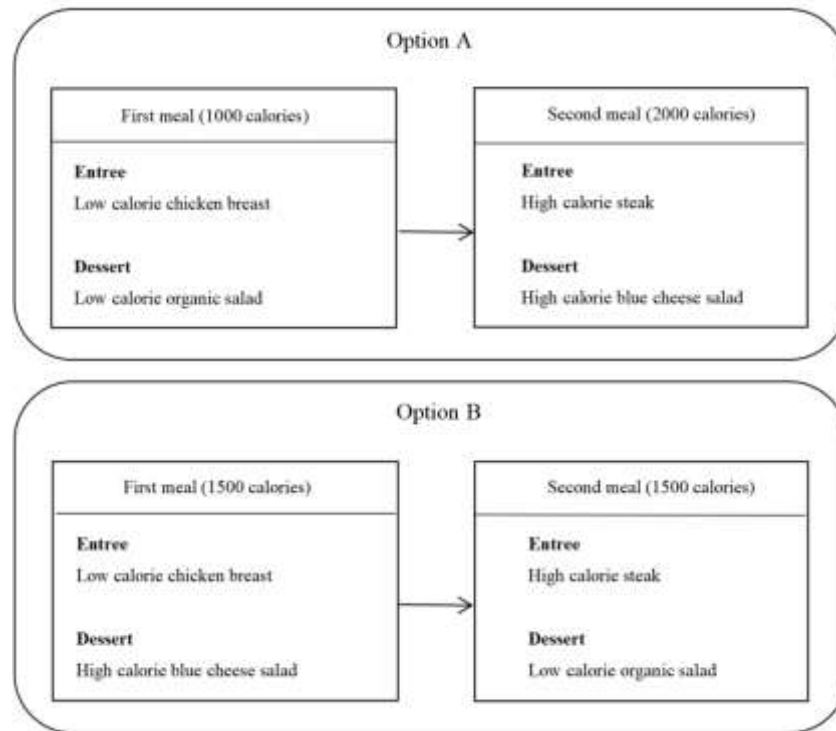 Option A
First meal (1000 calories)
Entree
Low calorie chicken breast
Dessert
Low calorie organic salad
Second meal (2000 calories)
Entree
High calorie steak
Dessert
High calorie blue cheese salad
Option B
First meal (1500 calories)
Entree
Low calorie chicken breast
Dessert
High calorie blue cheese salad
Second meal (1500 calories)
Entree
High calorie steak
Dessert
Low calorie organic salad